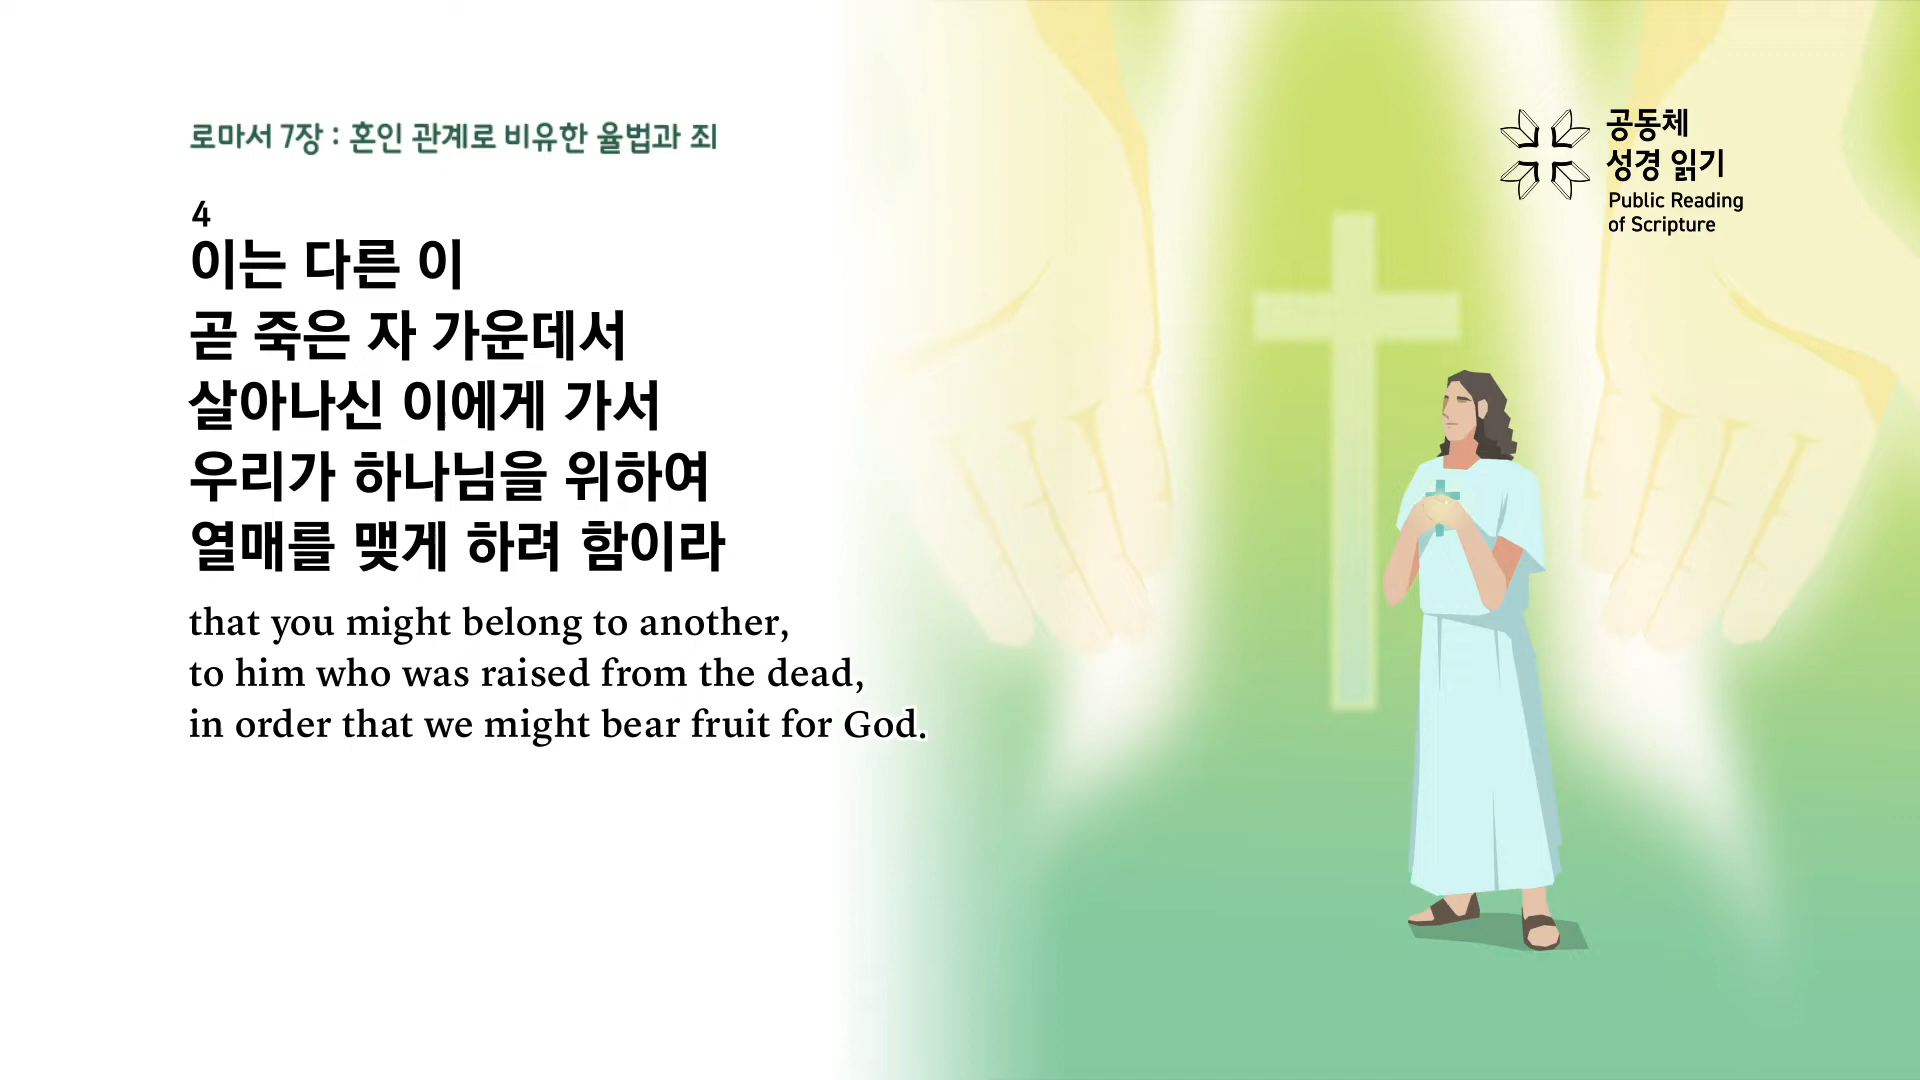 로마서 7장 : 혼인 관계로 비유한 율법과 죄
4
이는 다른 이
곧 죽은 자 가운데서
살아나신 이에게 가서
우리가 하나님을 위하여
열매를 맺게 하려 함이라
that you might belong to another,
to him who was raised from the dead,
in order that we might bear fruit for God.
공동체
성경 읽기
Public Reading
of Scripture